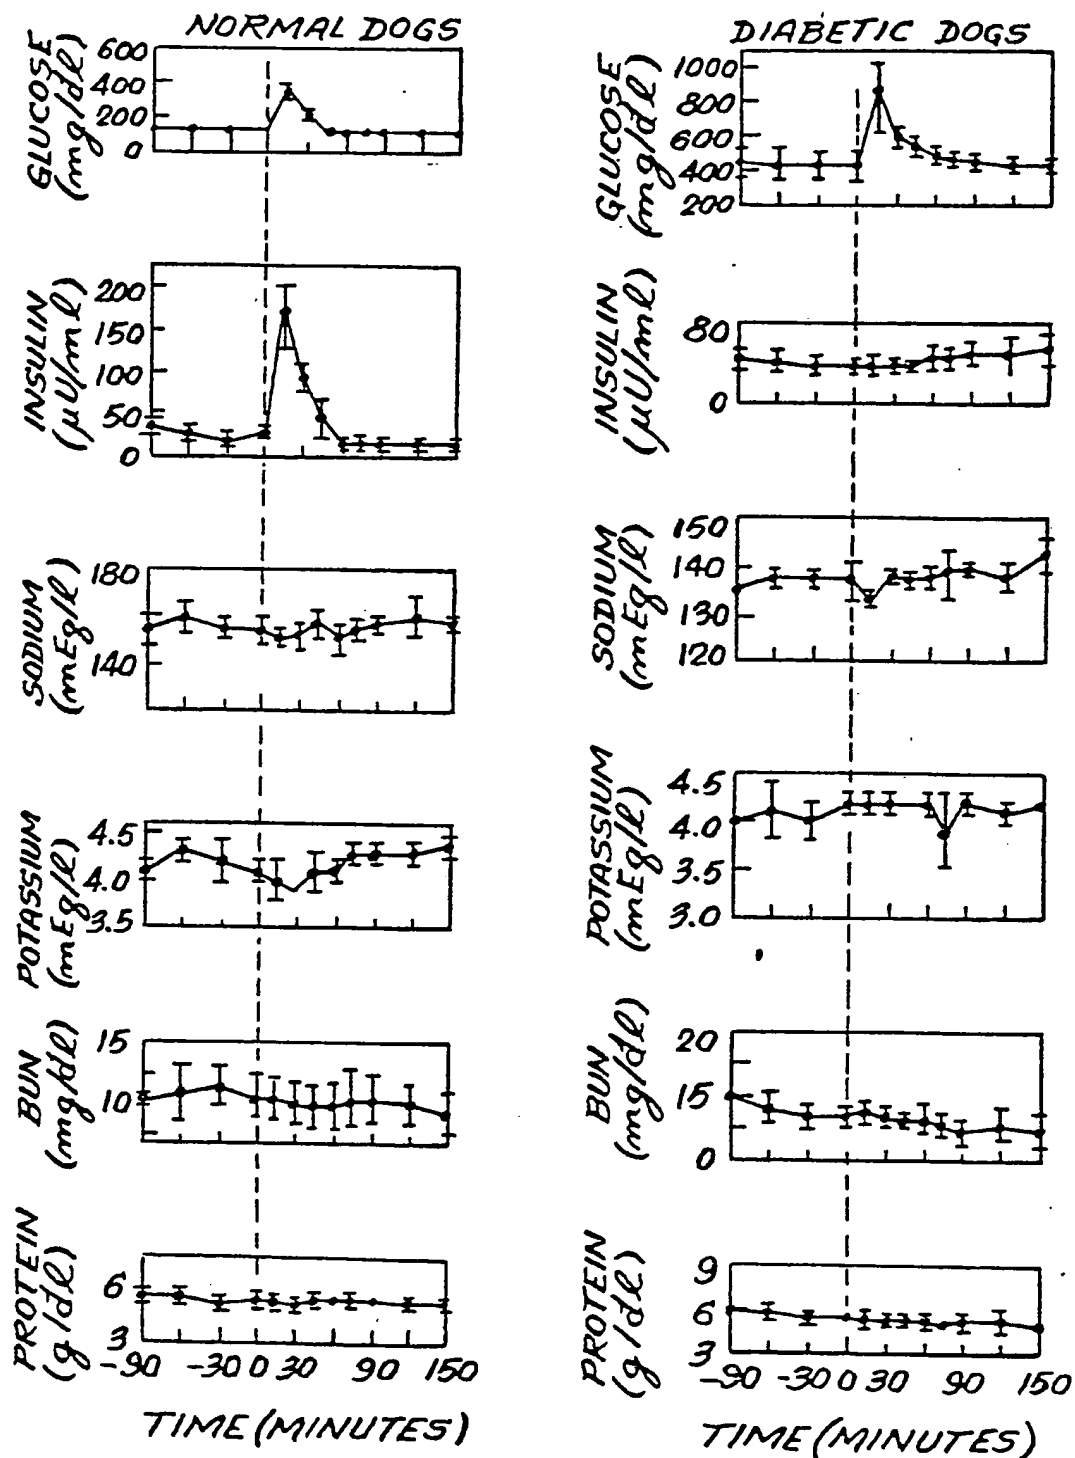 NORMAL DOGS
GLUCOSE
(mg/dl)
600
400
200
0
INSULIN
(μU/ml)
200
150
100
50
0
SODIUM
(mEq/l)
180
140
POTASSIUM
(mEq/l)
4.5
4.0
3.5
BUN
(mg/dl)
15
10
PROTEIN
(g/dl)
6
3
-90 -30 0 30 90 150
TIME (MINUTES)
DIABETIC DOGS
GLUCOSE
(mg/dl)
1000
800
600
400
200
INSULIN
(μU/ml)
80
0
SODIUM
(mEq/l)
150
140
130
120
POTASSIUM
(mEq/l)
4.5
4.0
3.5
3.0
BUN
(mg/dl)
20
15
0
PROTEIN
(g/dl)
9
6
3
-90 -30 0 30 90 150
TIME (MINUTES)